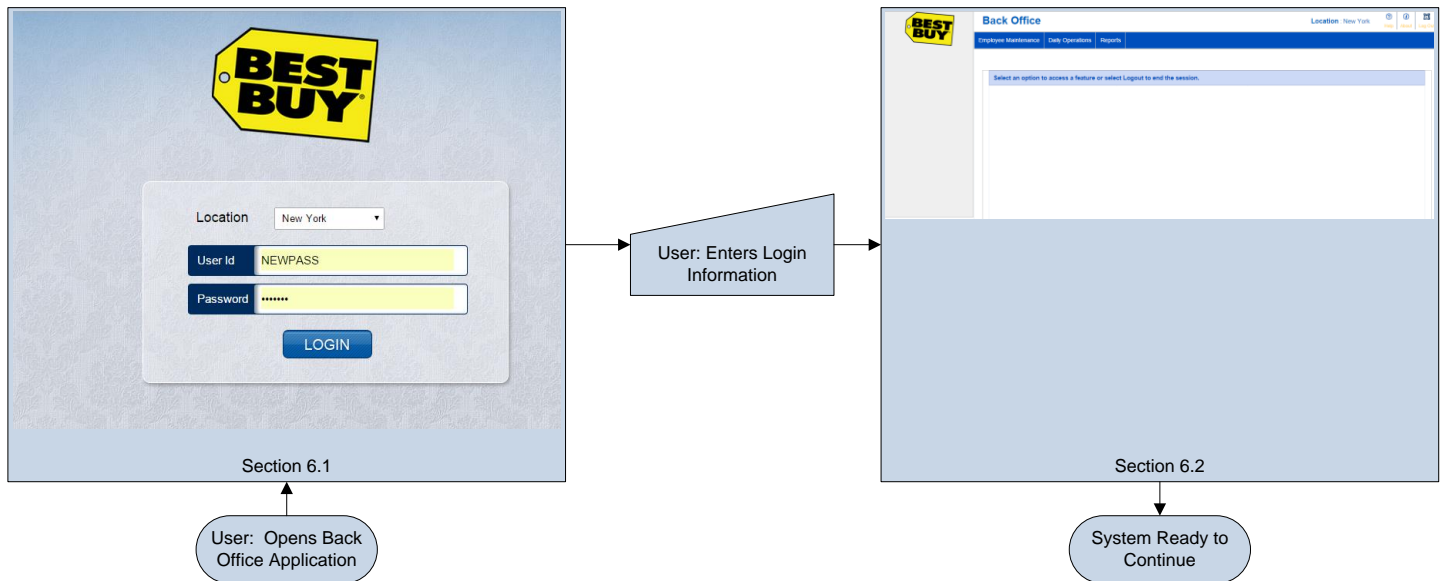 BEST
BUY
Location
New York
User Id
NEWPASS
Password
•••••••
LOGIN
Section 6.1
User: Opens Back
Office Application
User: Enters Login
Information
BEST
BUY
Back Office
Location : New York
Employee Maintenance
Daily Operations
Reports
Select an option to access a feature or select Logout to end the session.
Section 6.2
System Ready to
Continue